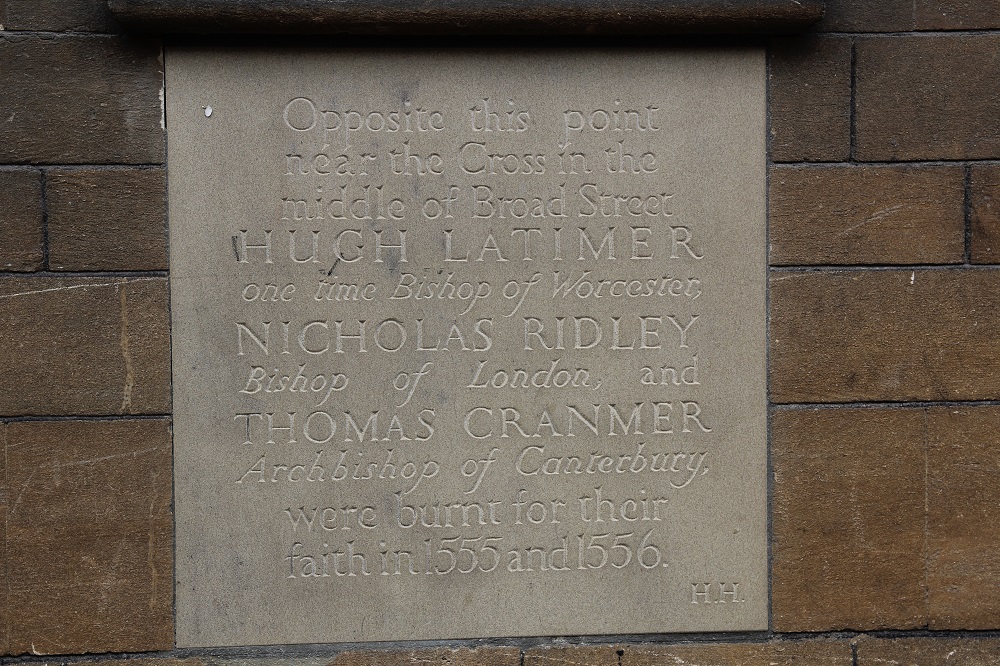 Opposite this point
near the Cross in the
middle of Broad Street
HUGH LATIMER
one time Bishop of Worcester,
NICHOLAS RIDLEY
Bishop of London, and
THOMAS CRANMER
Archbishop of Canterbury,
were burnt for their
faith in 1555 and 1556.
H.H.